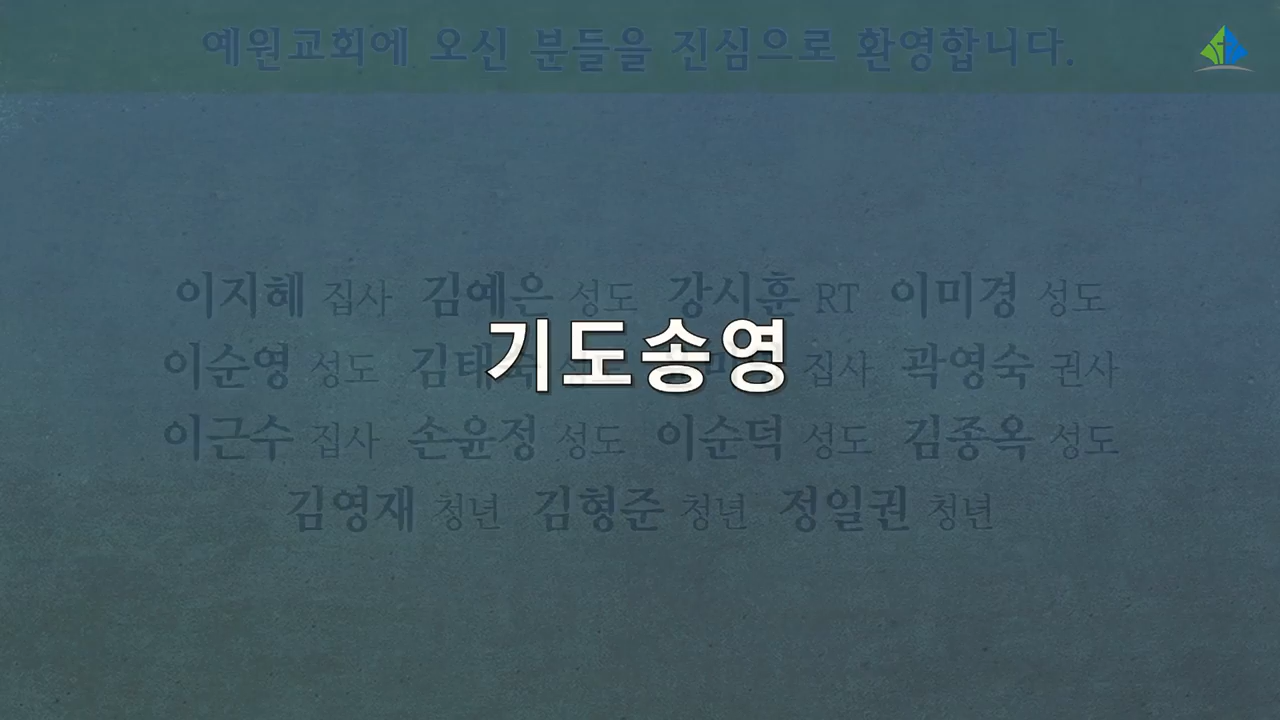 예원교회에 오신 분들을 진심으로 환영합니다.
이지혜 집사 김예은 성도 강시훈 RT 이미경 성도
기도송영
이순영 성도 집사 곽영숙 권사
이근수 집사 손윤정 성도 이순덕 성도 김종옥 성도
김영재 청년 김형준 청년 정일권 청년